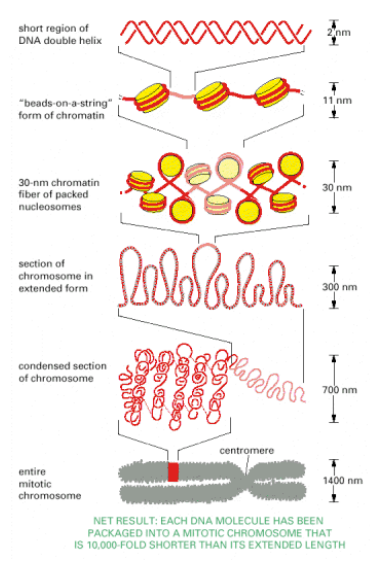 short region of
DNA double helix
2 nm
"beads-on-a-string"
form of chromatin
11 nm
30-nm chromatin
fiber of packed
nucleosomes
30 nm
section of
chromosome in
extended form
300 nm
condensed section
of chromosome
700 nm
centromere
entire
mitotic
chromosome
1400 nm
NET RESULT: EACH DNA MOLECULE HAS BEEN
PACKAGED INTO A MITOTIC CHROMOSOME THAT
IS 10,000-FOLD SHORTER THAN ITS EXTENDED LENGTH